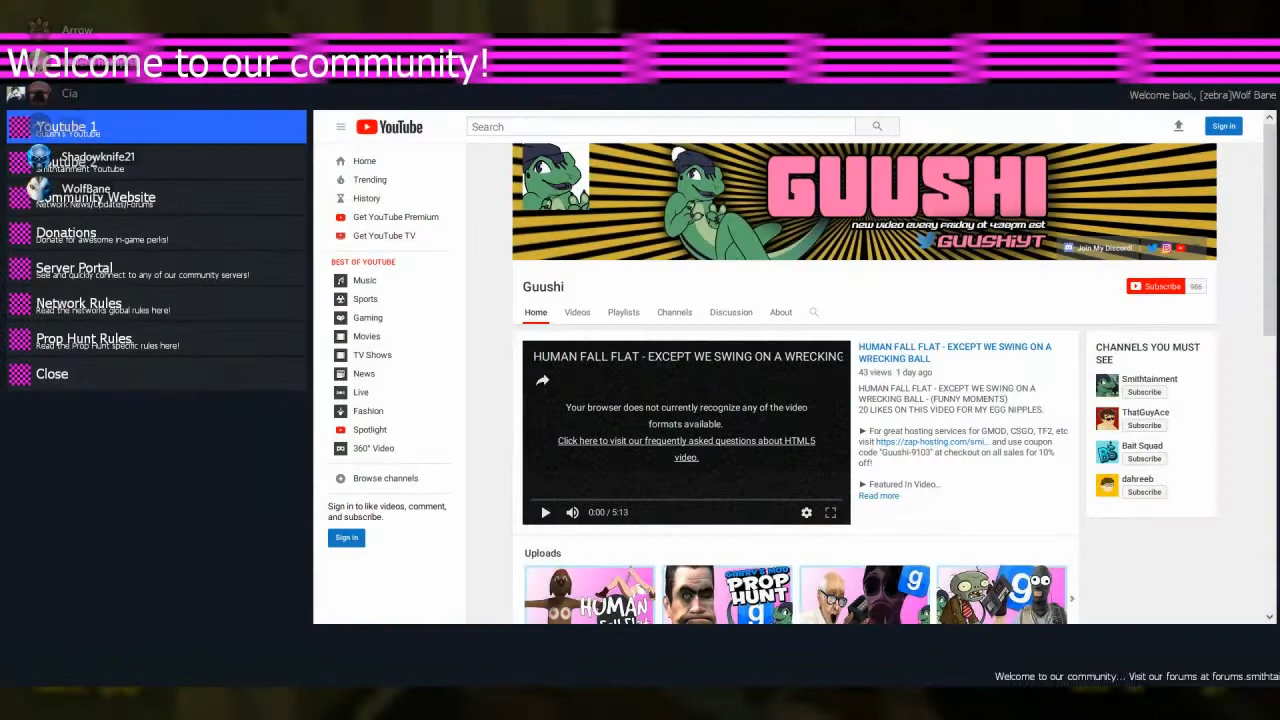 Arrow
Welcome to our community!
Cia
Welcome back, [zebra]Wolf Bane
Youtube 1
Guushi's Youtube
Shadowknife21
Smithtainment Youtube
WolfBane
Community Website
Network News/Updates/Forums
Donations
Donate for awesome in-game perks!
Server Portal
See and quickly connect to any of our community servers!
Network Rules
Read the networks global rules here!
Prop Hunt Rules
Read the Prop Hunt specific rules here!
Close
YouTube
Search
Sign in
Home
Trending
History
Get YouTube Premium
Get YouTube TV
BEST OF YOUTUBE
Music
Sports
Gaming
Movies
TV Shows
News
Live
Fashion
Spotlight
360° Video
Browse channels
Sign in to like videos, comment,
and subscribe.
Sign in
GUUSHI
new video every friday at 4:30pm est
GUUSHIYT
Join My Discord!
Guushi
Subscribe 986
Home Videos Playlists Channels Discussion About
HUMAN FALL FLAT - EXCEPT WE SWING ON A WRECKING
Your browser does not currently recognize any of the video
formats available.
Click here to visit our frequently asked questions about HTML5
video.
0:00 / 5:13
HUMAN FALL FLAT - EXCEPT WE SWING ON A
WRECKING BALL
43 views 1 day ago
HUMAN FALL FLAT - EXCEPT WE SWING ON A
WRECKING BALL - (FUNNY MOMENTS)
20 LIKES ON THIS VIDEO FOR MY EGG NIPPLES.
► For great hosting services for GMOD, CSGO, TF2, etc
visit https://zap-hosting.com/smi... and use coupon
code "Guushi-9103" at checkout on all sales for 10%
off!
► Featured In Video...
Read more
CHANNELS YOU MUST
SEE
Smithtainment
Subscribe
ThatGuyAce
Subscribe
Bait Squad
Subscribe
dahreeb
Subscribe
Uploads
HUMAN
Fall Flat
GARRY'S MOD
PROP
HUNT
Welcome to our community... Visit our forums at forums.smithtai